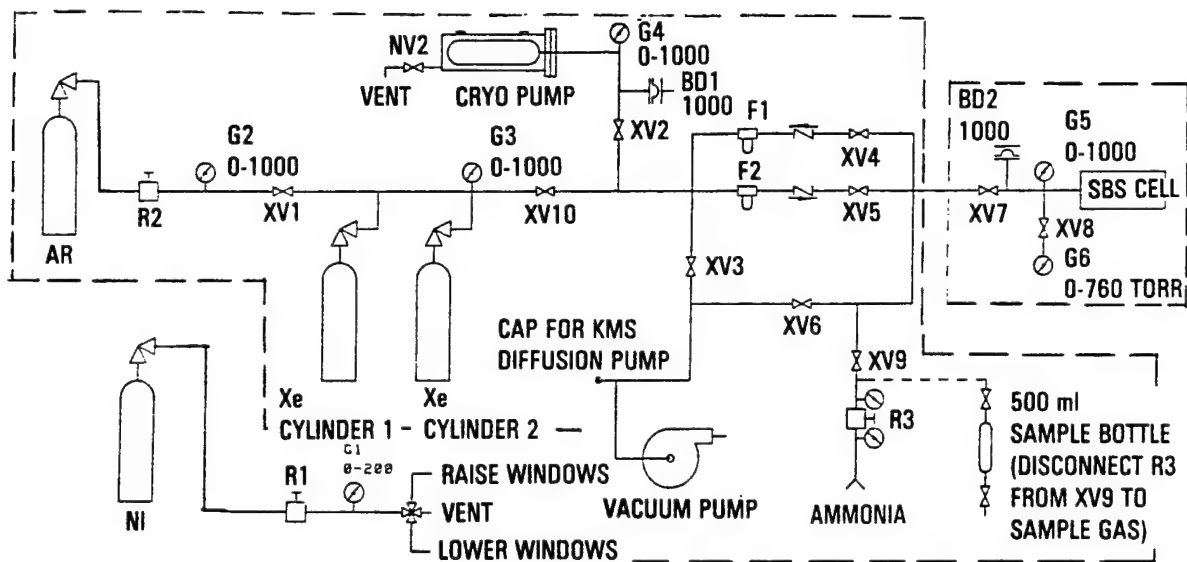 NV2
VENT
CRYO PUMP
G4
0-1000
BD1
1000
XV2
AR
R2
G2
0-1000
XV1
G3
0-1000
XV10
F1
F2
XV4
XV5
XV3
XV6
XV7
BD2
1000
G5
0-1000
SBS CELL
XV8
G6
0-760 TORR
XV9
R3
AMMONIA
500 ml
SAMPLE BOTTLE
(DISCONNECT R3
FROM XV9 TO
SAMPLE GAS)
CAP FOR KMS
DIFFUSION PUMP
VACUUM PUMP
Xe
CYLINDER 1
Xe
CYLINDER 2
NI
R1
G1
0-200
RAISE WINDOWS
VENT
LOWER WINDOWS